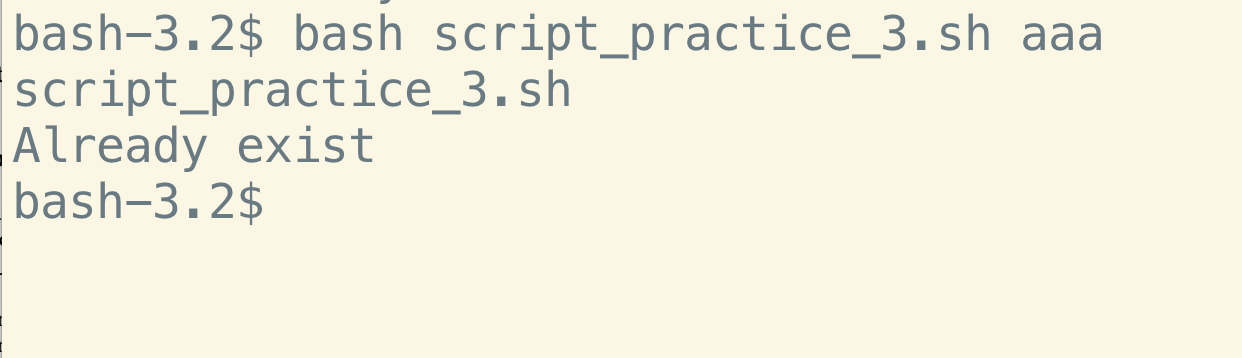 bash-3.2$ bash script_practice_3.sh aaa
script_practice_3.sh
Already exist
bash-3.2$